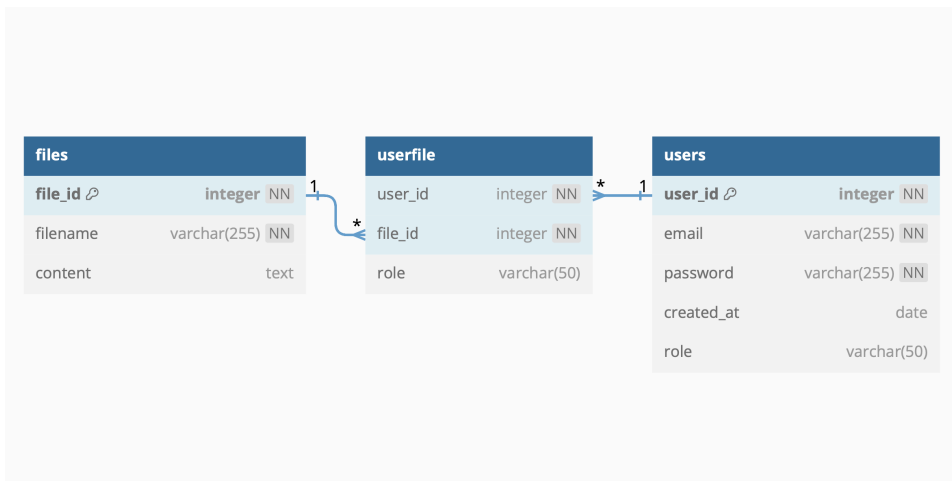 files
file_id integer NN
filename varchar(255) NN
content text
1
*
userfile
user_id integer NN
file_id integer NN
role varchar(50)
*
1
users
user_id integer NN
email varchar(255) NN
password varchar(255) NN
created_at date
role varchar(50)